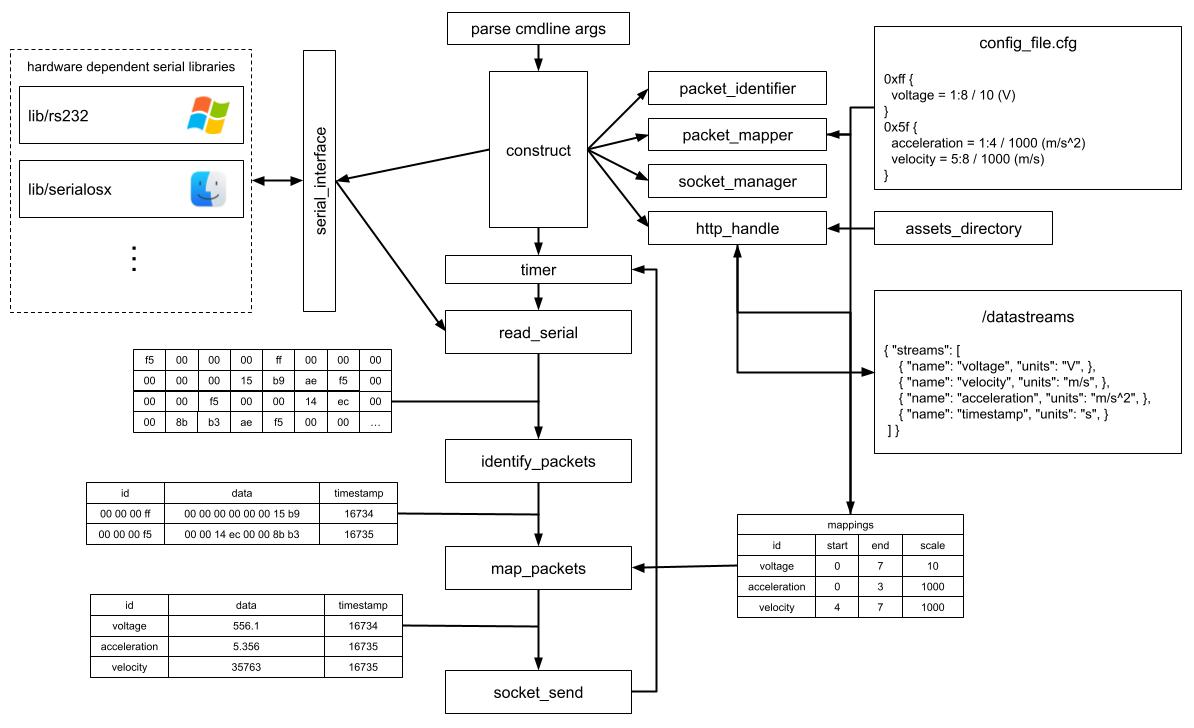 parse cmdline args
hardware dependent serial libraries
lib/rs232
lib/serialosx
serial_interface
construct
packet_identifier
packet_mapper
socket_manager
http_handle
config_file.cfg
0xff {
voltage = 1:8 / 10 (V)
}
0x5f {
acceleration = 1:4 / 1000 (m/s^2)
velocity = 5:8 / 1000 (m/s)
}
assets_directory
timer
read_serial
/datastreams
{ "streams": [
{ "name": "voltage", "units": "V", },
{ "name": "velocity", "units": "m/s", },
{ "name": "acceleration", "units": "m/s^2", },
{ "name": "timestamp", "units": "s", }
] }
f5 00 00 00 ff 00 00 00
00 00 00 15 b9 ae f5 00
00 00 f5 00 00 14 ec 00
00 8b b3 ae f5 00 00 ...
identify_packets
id data timestamp
00 00 00 ff 00 00 00 00 00 00 15 b9 16734
00 00 00 f5 00 00 14 ec 00 00 8b b3 16735
map_packets
mappings
id start end scale
voltage 0 7 10
acceleration 0 3 1000
velocity 4 7 1000
id data timestamp
voltage 556.1 16734
acceleration 5.356 16735
velocity 35763 16735
socket_send